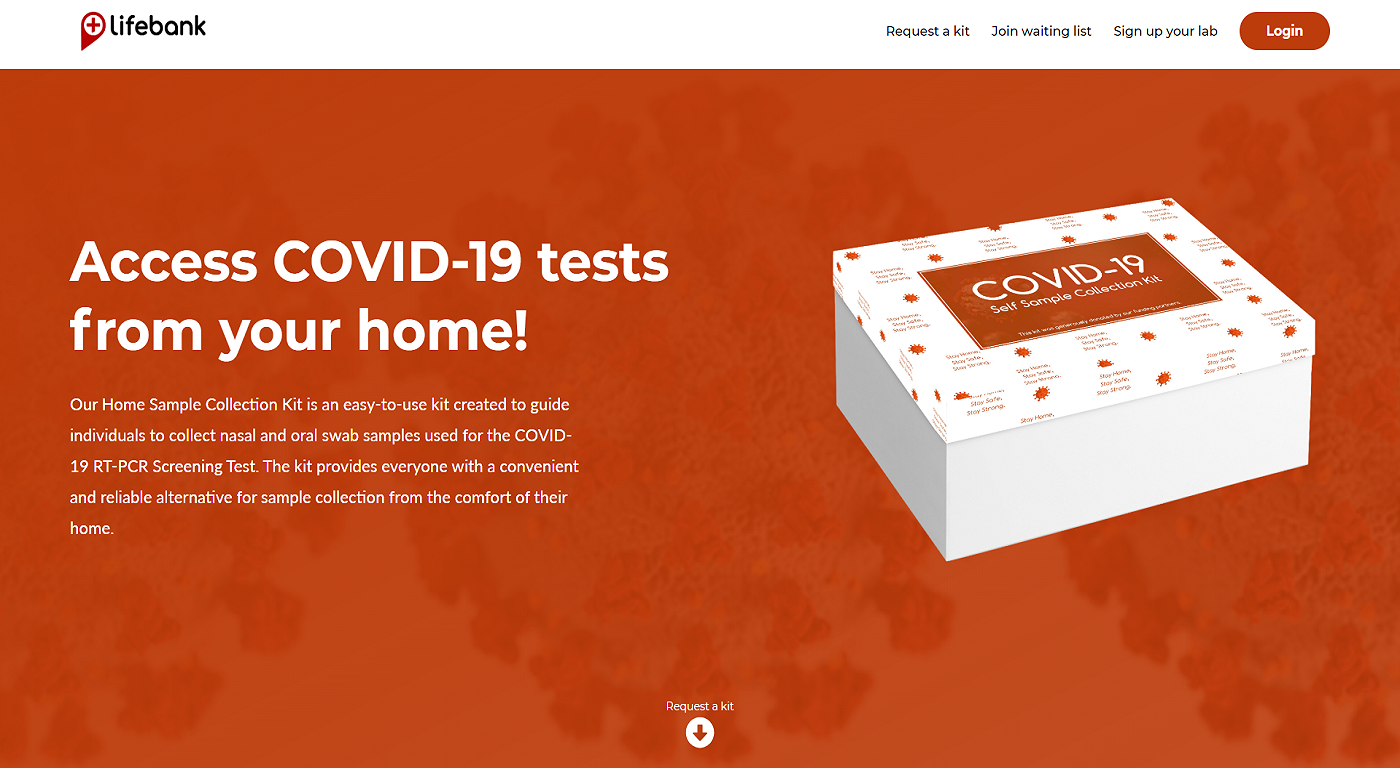 lifebank
Request a kit
Join waiting list
Sign up your lab
Login
Access COVID-19 tests
from your home!
Our Home Sample Collection Kit is an easy-to-use kit created to guide
individuals to collect nasal and oral swab samples used for the COVID-
19 RT-PCR Screening Test. The kit provides everyone with a convenient
and reliable alternative for sample collection from the comfort of their
home.
COVID-19
Self Sample Collection Kit
This kit was generously donated by our funding partners
Stay Home,
Stay Safe,
Stay Strong.
Request a kit